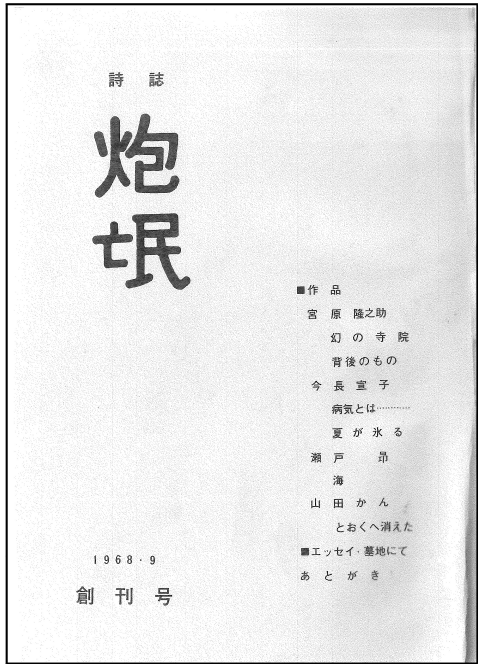 詩誌
炮氓
■作品
宮原隆之助
幻の寺院
背後のもの
今長宣子
病気とは…………
夏が氷る
瀬戸昂
海
山田かん
とおくへ消えた
■エッセイ・墓地にて
あとがき
1968・9
創刊号